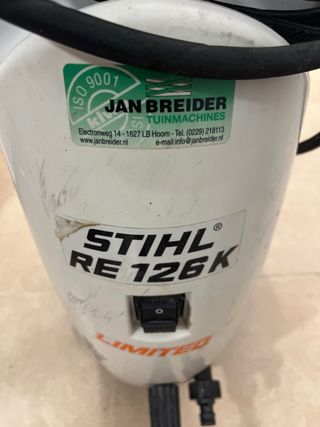 ISO 9001
kiwa
JAN BREIDER
TUINMACHINES
Electronweg 14 - 1627 LB Hoorn - Tel. (0229) 218113
www.janbreider.nl e-mail:info@janbreider.nl
STIHL®
RE 126 K
O
LIMITED